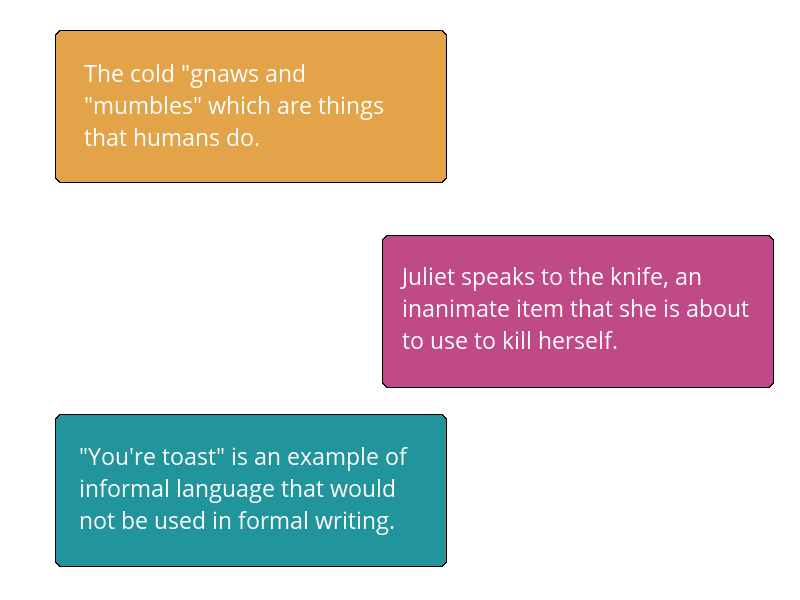 The cold "gnaws and
"mumbles" which are things
that humans do.
Juliet speaks to the knife, an
inanimate item that she is about
to use to kill herself.
"You're toast" is an example of
informal language that would
not be used in formal writing.